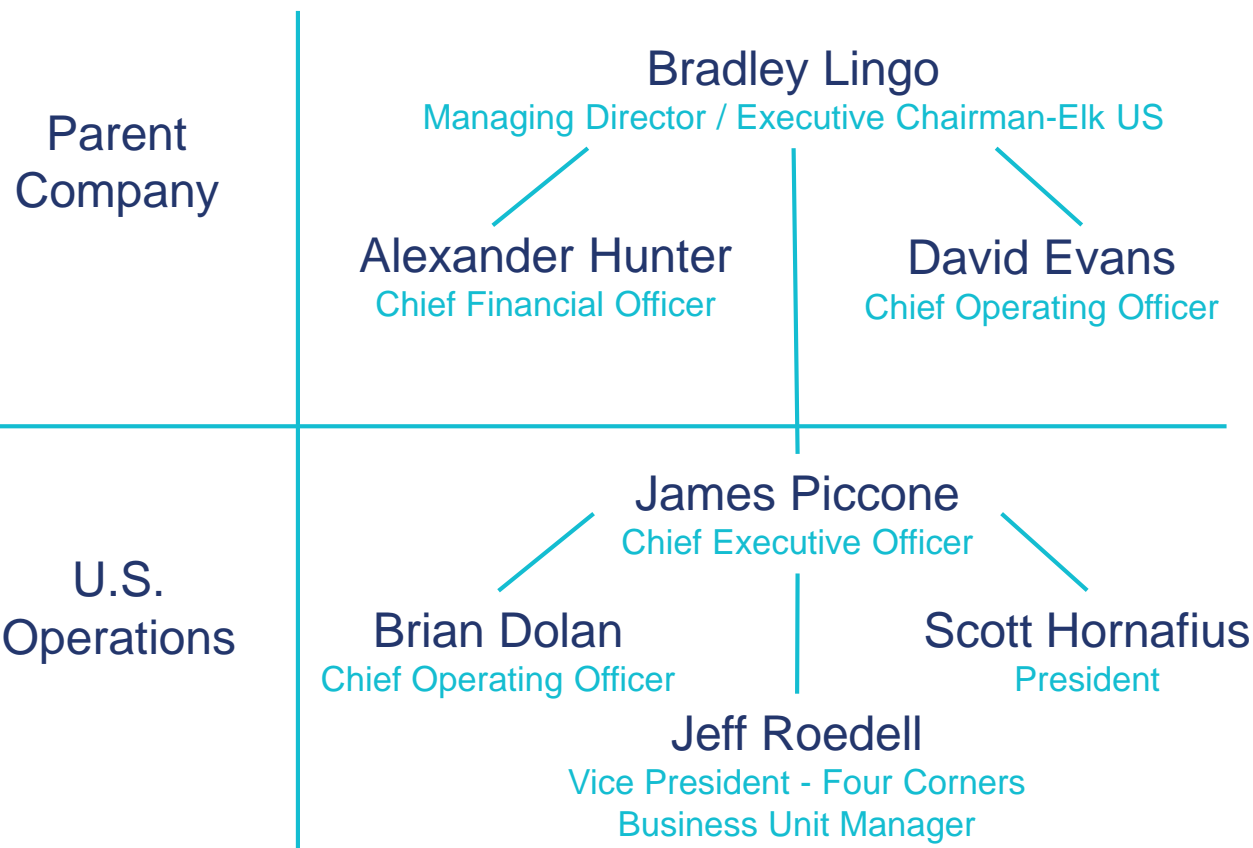 Parent
Company
Bradley Lingo
Managing Director / Executive Chairman-Elk US
Alexander Hunter
Chief Financial Officer
David Evans
Chief Operating Officer
U.S.
Operations
James Piccone
Chief Executive Officer
Brian Dolan
Chief Operating Officer
Scott Hornafius
President
Jeff Roedell
Vice President - Four Corners
Business Unit Manager